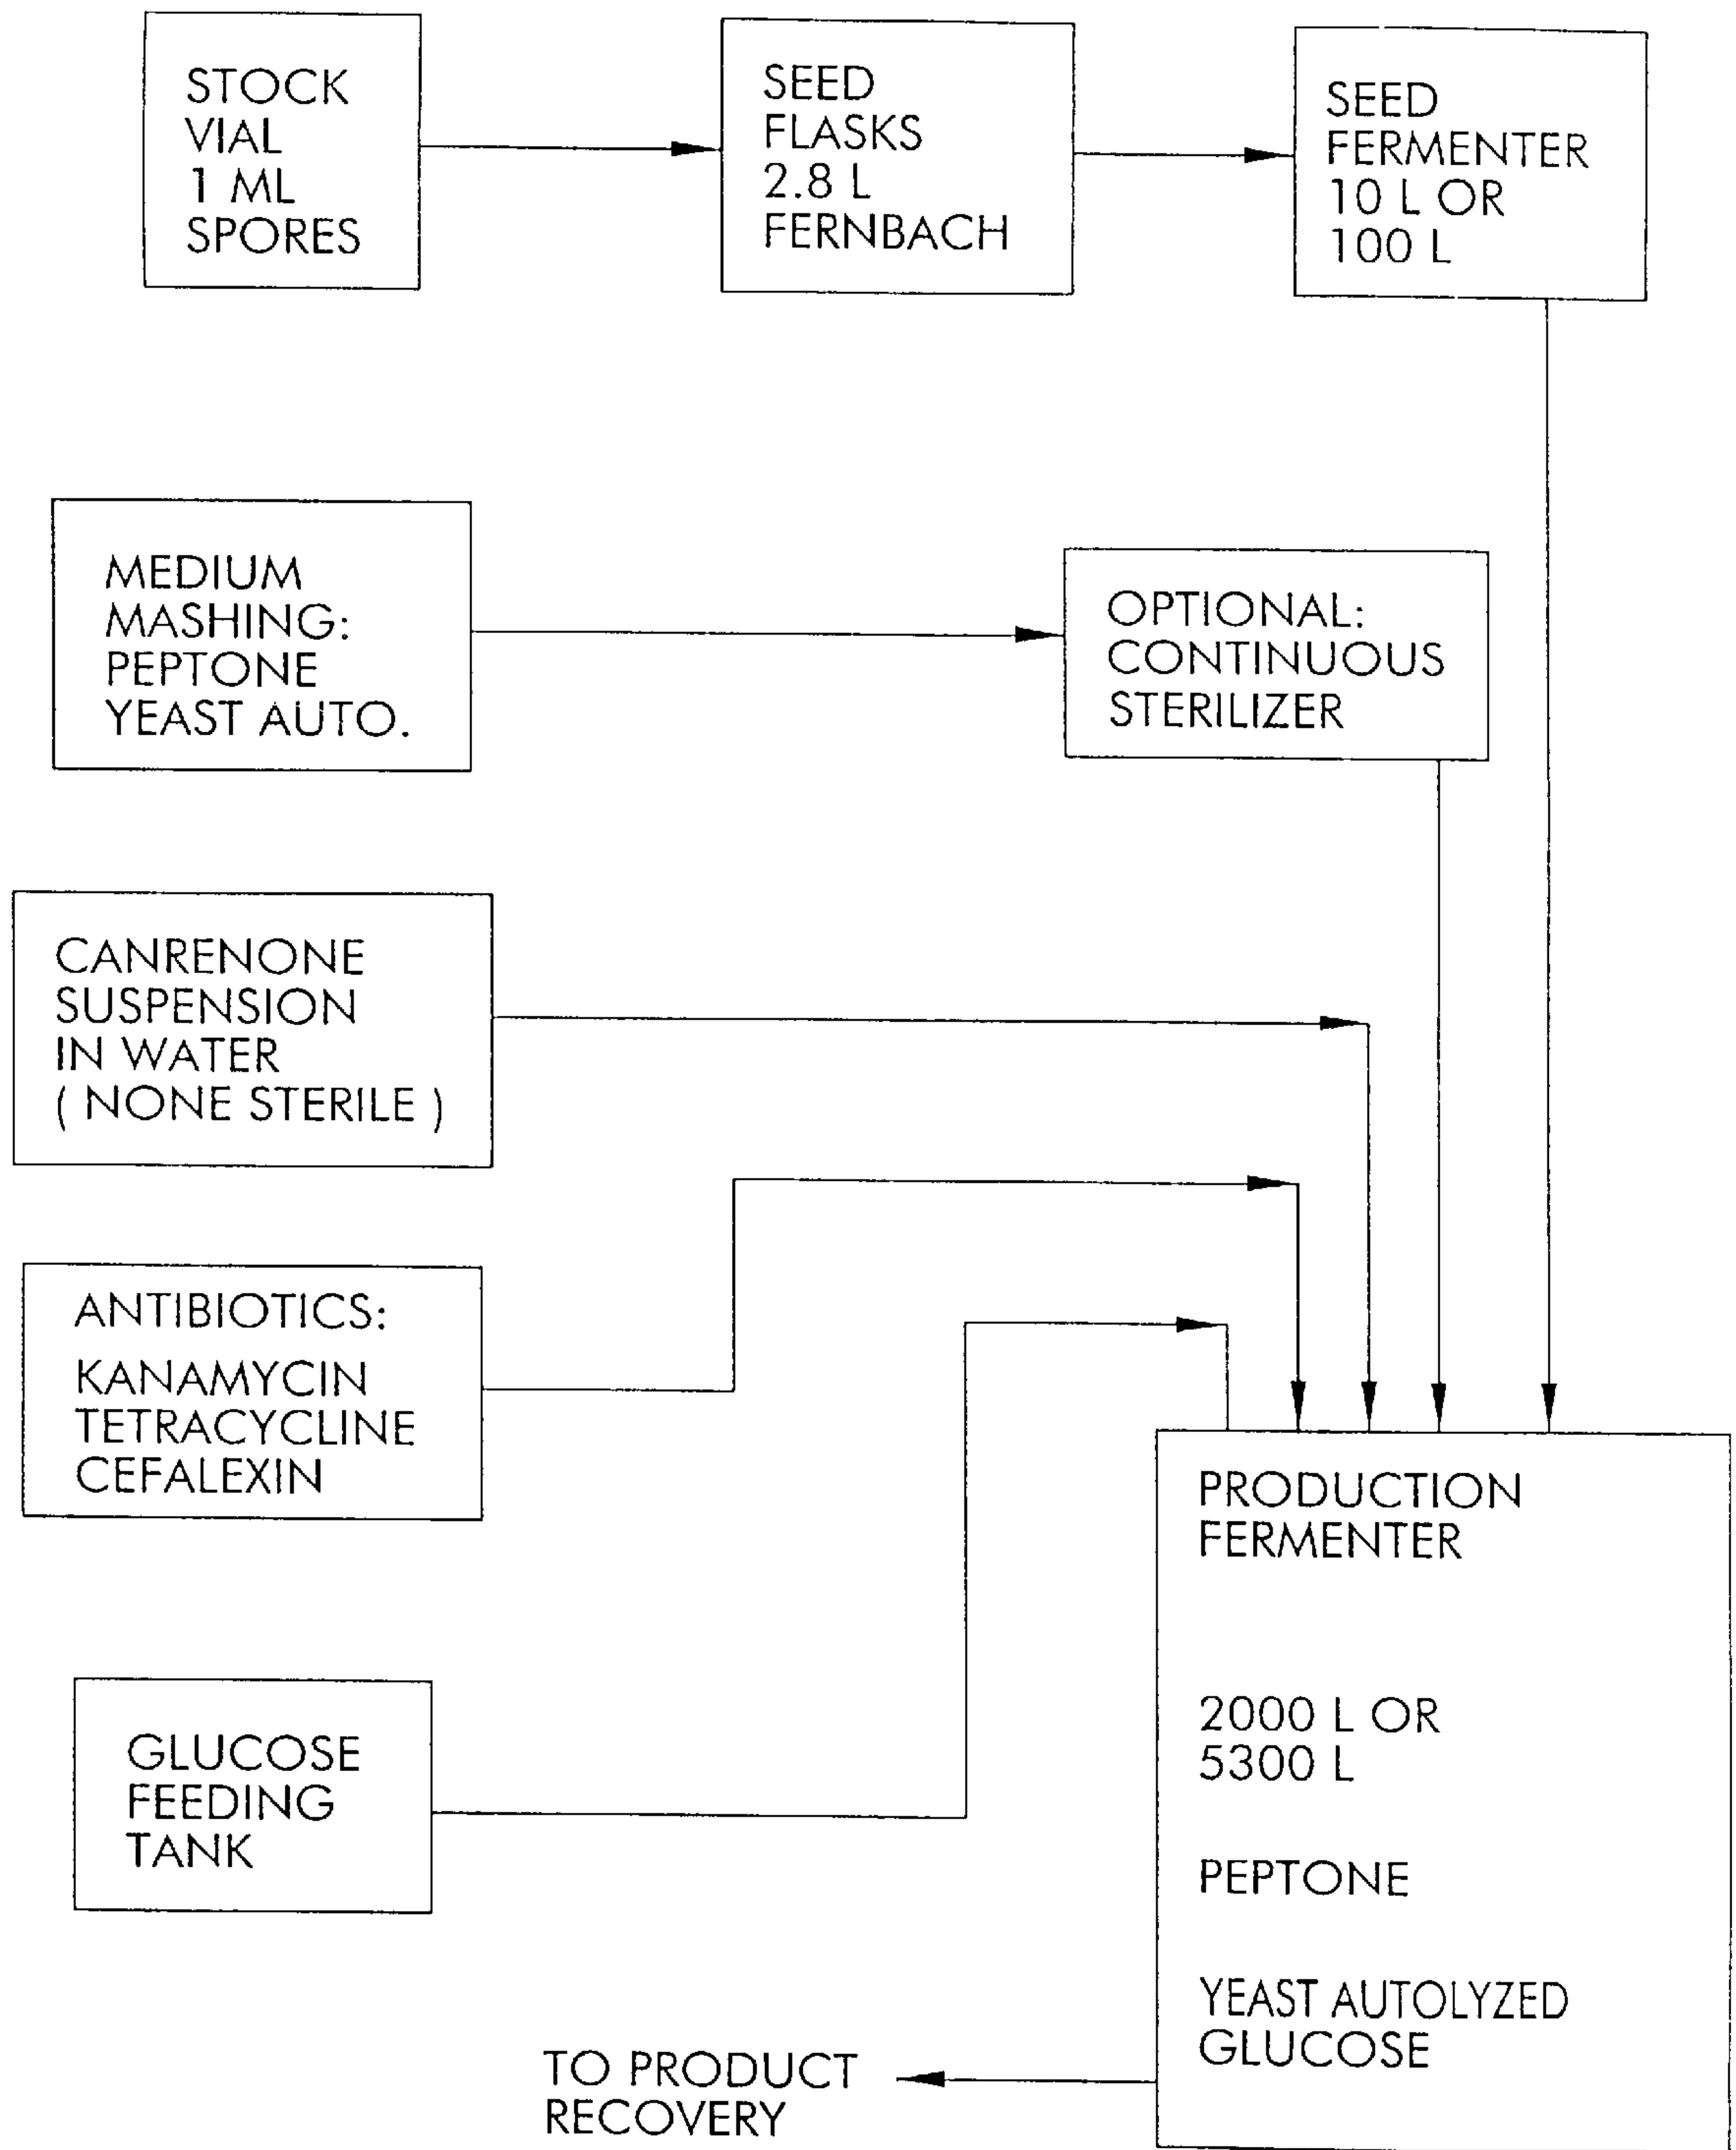 STOCK
VIAL
1 ML
SPORES
SEED
FLASKS
2.8 L
FERNBACH
SEED
FERMENTER
10 L OR
100 L
MEDIUM
MASHING:
PEPTONE
YEAST AUTO.
OPTIONAL:
CONTINUOUS
STERILIZER
CANRENONE
SUSPENSION
IN WATER
( NONE STERILE )
ANTIBIOTICS:
KANAMYCIN
TETRACYCLINE
CEFALEXIN
GLUCOSE
FEEDING
TANK
PRODUCTION
FERMENTER
2000 L OR
5300 L
PEPTONE
YEAST AUTOLYZED
GLUCOSE
TO PRODUCT
RECOVERY